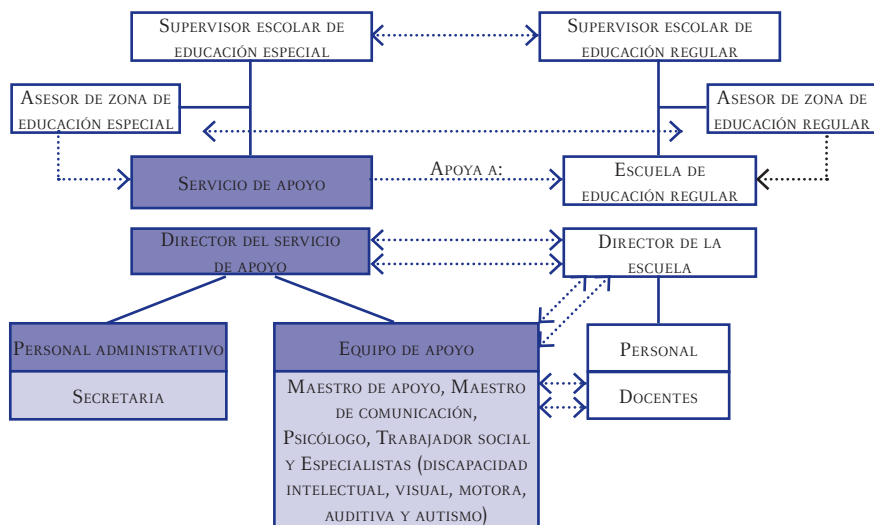 Supervisor escolar de
educación especial
Supervisor escolar de
educación regular
Asesor de zona de
educación especial
Asesor de zona de
educación regular
Servicio de apoyo
Apoya a:
Escuela de
educación regular
Director del servicio
de apoyo
Director de la
escuela
Personal administrativo
Secretaria
Equipo de apoyo
Maestro de apoyo, Maestro
de comunicación,
Psicólogo, Trabajador social
y Especialistas (discapacidad
intelectual, visual, motora,
auditiva y autismo)
Personal
Docentes